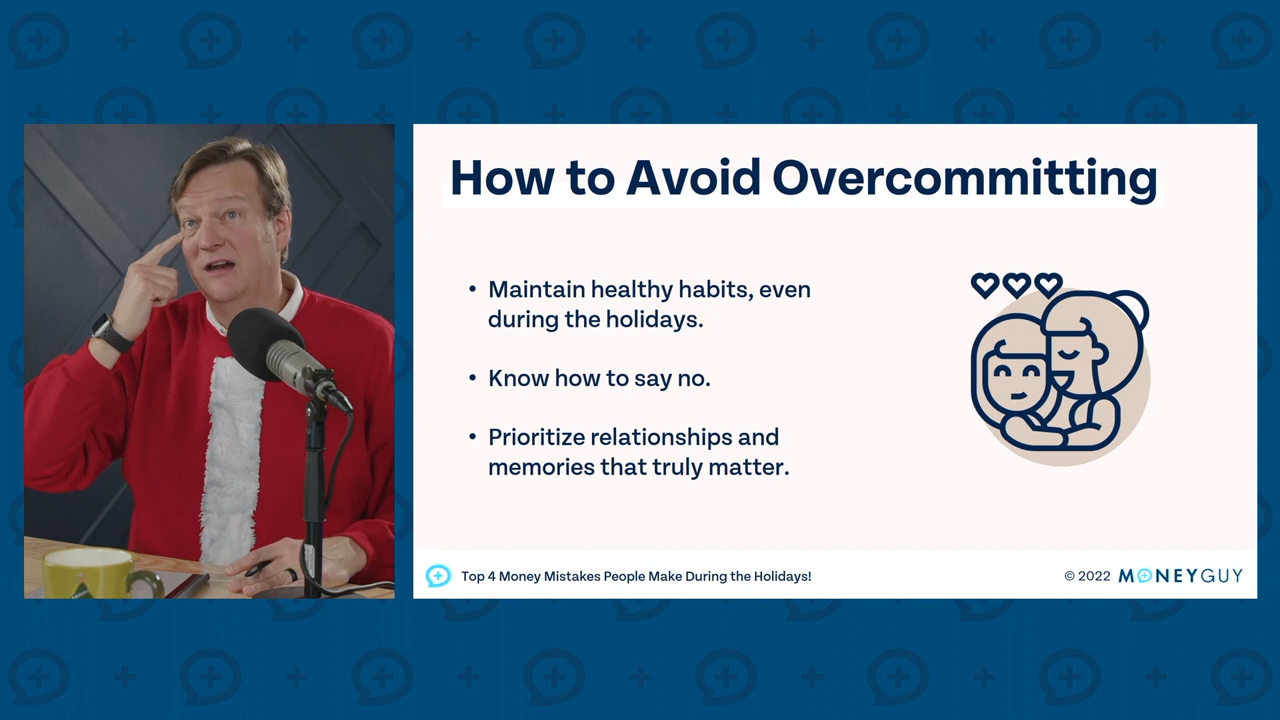 How to Avoid Overcommitting
• Maintain healthy habits, even
during the holidays.
• Know how to say no.
• Prioritize relationships and
memories that truly matter.
Top 4 Money Mistakes People Make During the Holidays!
© 2022 MONEYGUY